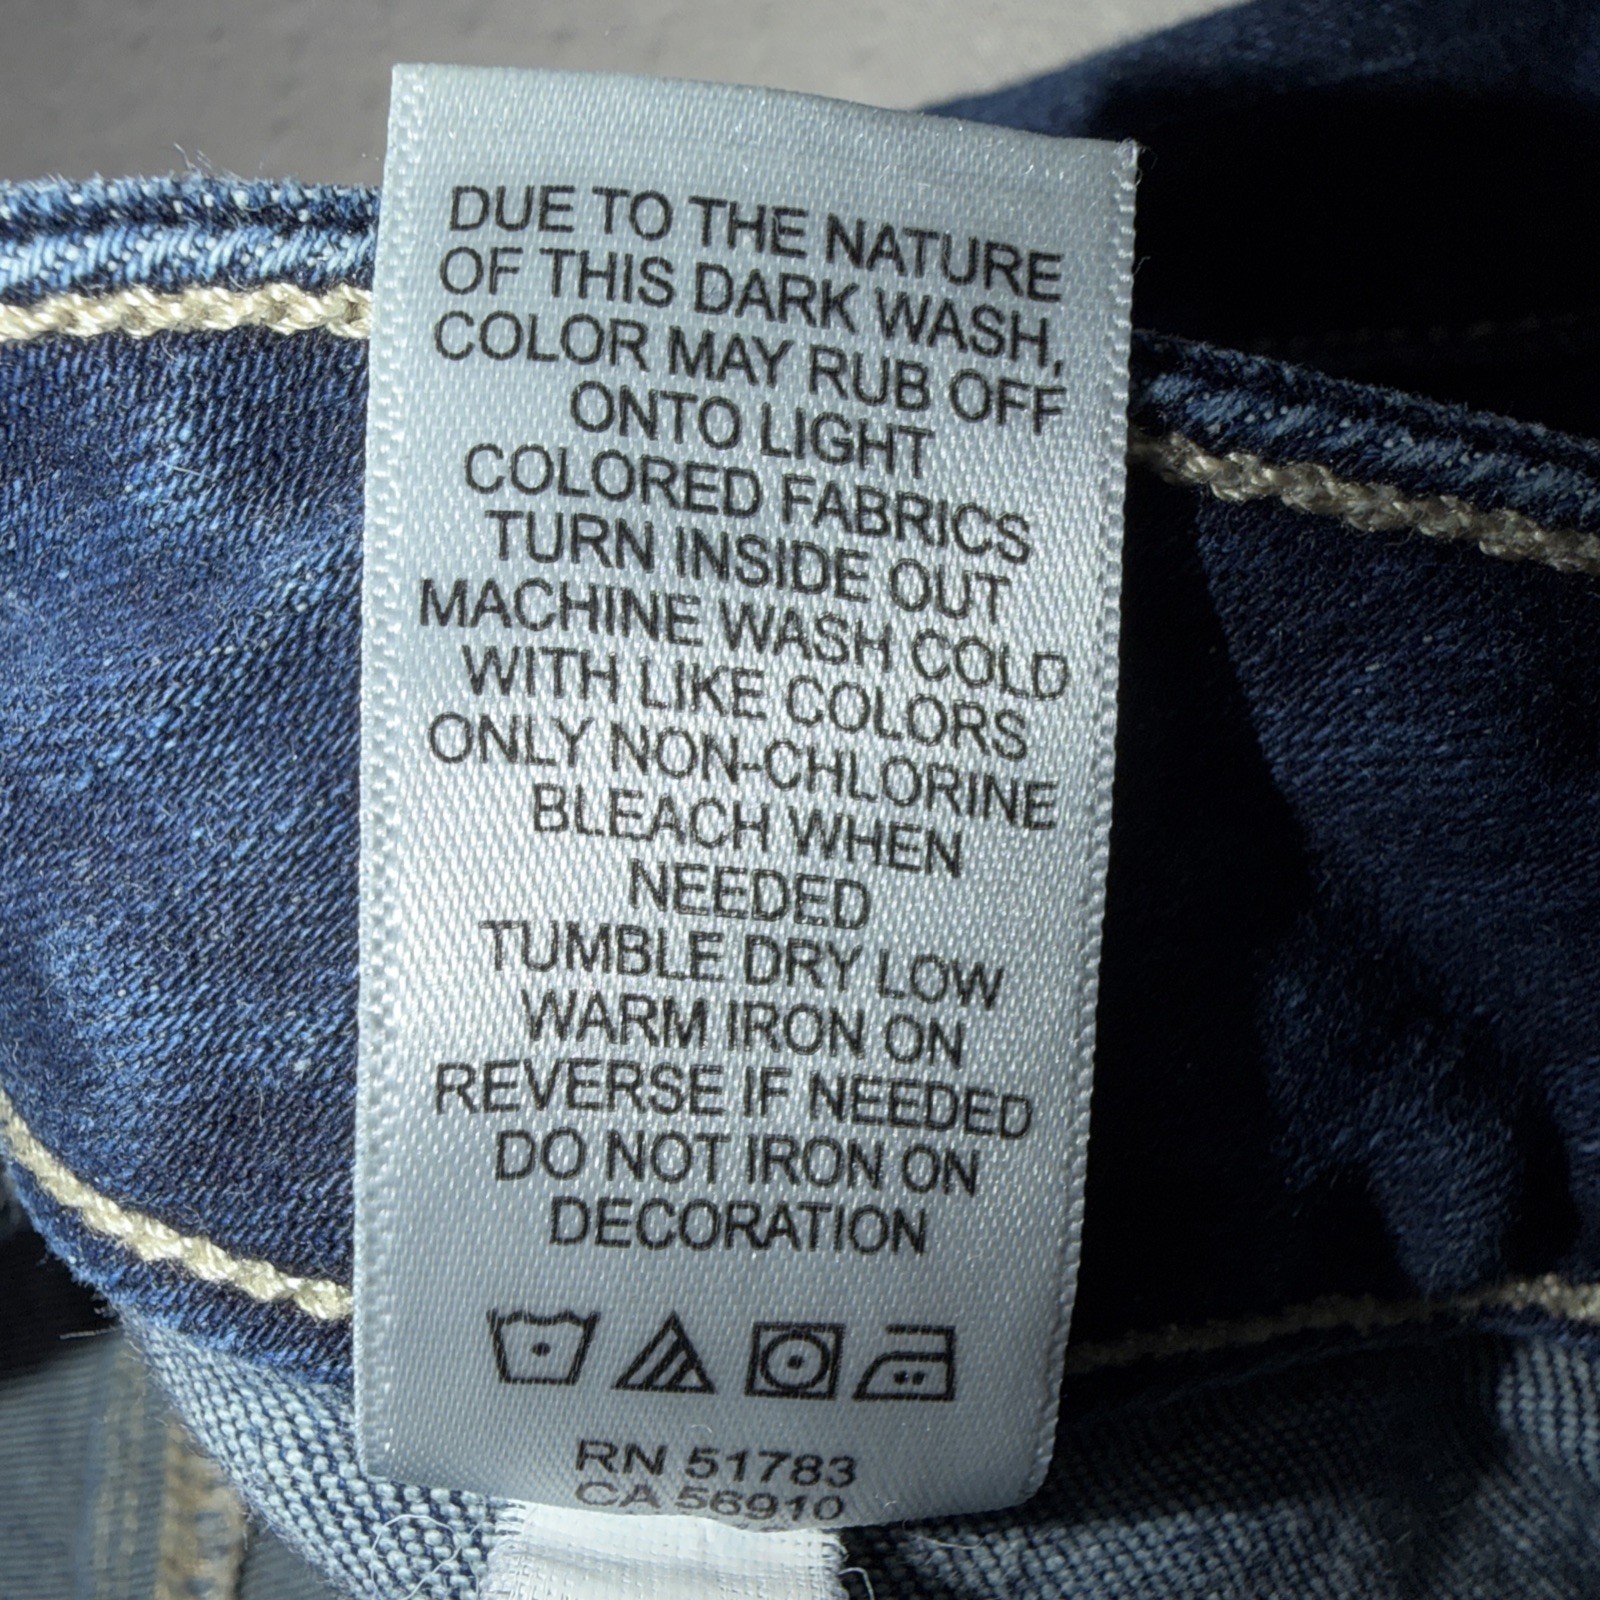 DUE TO THE NATURE
OF THIS DARK WASH,
COLOR MAY RUB OFF
ONTO LIGHT
COLORED FABRICS
TURN INSIDE OUT
MACHINE WASH COLD
WITH LIKE COLORS
ONLY NON-CHLORINE
BLEACH WHEN
NEEDED
TUMBLE DRY LOW
WARM IRON ON
REVERSE IF NEEDED
DO NOT IRON ON
DECORATION
RN 51783
CA 56910